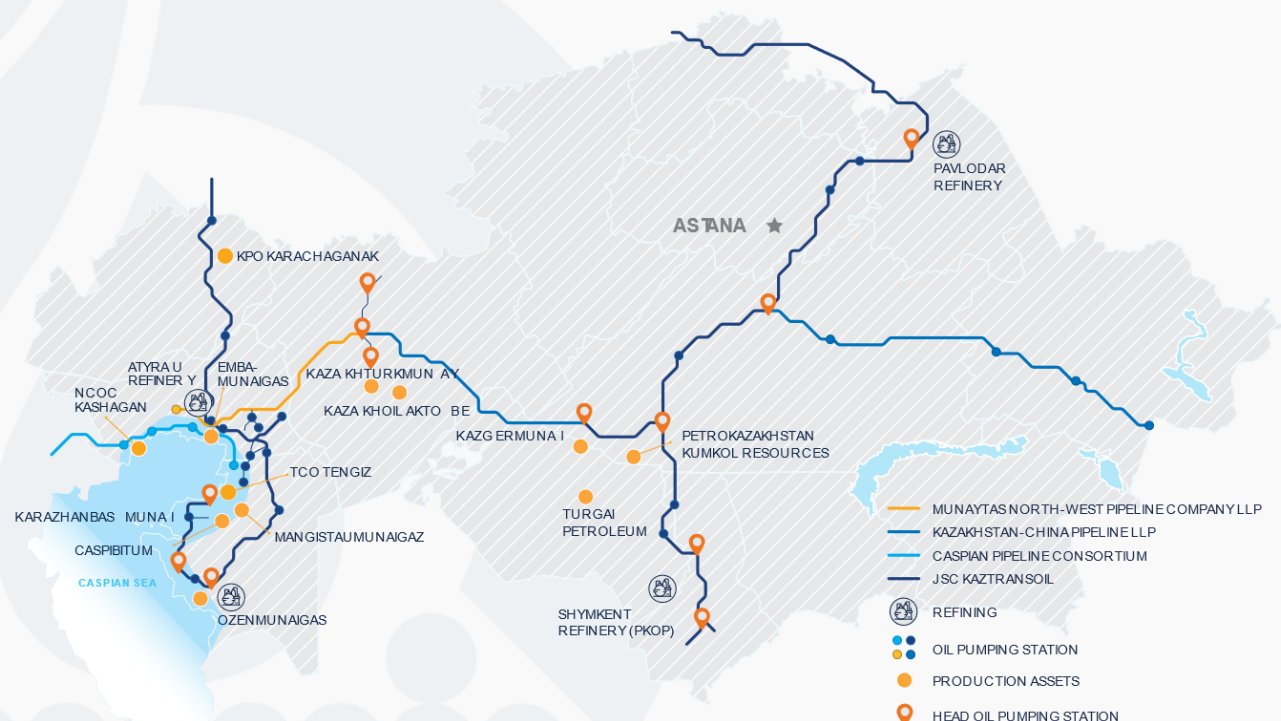 PAVLODAR
REFINERY
ASTANA
KPO KARACHAGANAK
ATYRA U
REFINER Y
EMBA-
MUNAIGAS
KAZA KHTURKMUN AY
NCOC
KASHAGAN
KAZA KHOIL AKTO BE
KAZG ERMUNA I
PETROKAZAKHSTAN
KUMKOL RESOURCES
TCO TENGIZ
TURGAI
PETROLEUM
KARAZHANBAS MUNA I
MANGISTAUMUNAIGAZ
CASPIBITUM
CASPIAN SEA
OZENMUNAIGAS
SHYMKENT
REFINERY (PKOP)
MUNAYTAS NORTH-WEST PIPELINE COMPANY LLP
KAZAKHSTAN-CHINA PIPELINE LLP
CASPIAN PIPELINE CONSORTIUM
JSC KAZTRANSOIL
REFINING
OIL PUMPING STATION
PRODUCTION ASSETS
HEAD OIL PUMPING STATION